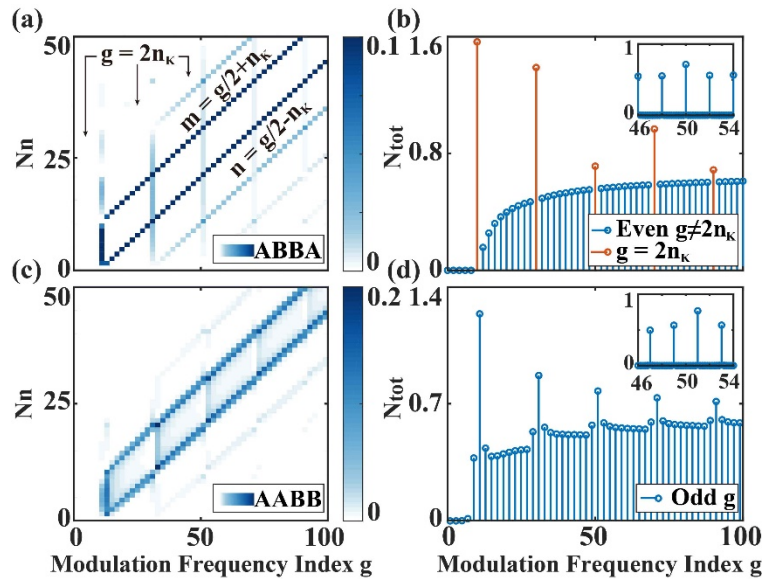 (a)
50
25
0
Nn
g = 2nK
m = g/2+nK
n = g/2-nK
ABBA
0.1
0
(b)
1.6
0.8
0
Ntot
1
0
46 50 54
Even g≠2nK
g = 2nK
(c)
50
25
0
Nn
0 50 100
AABB
0.2
0
Modulation Frequency Index g
(d)
1.4
0.7
0
Ntot
1
0
46 50 54
Odd g
0 50 100
Modulation Frequency Index g